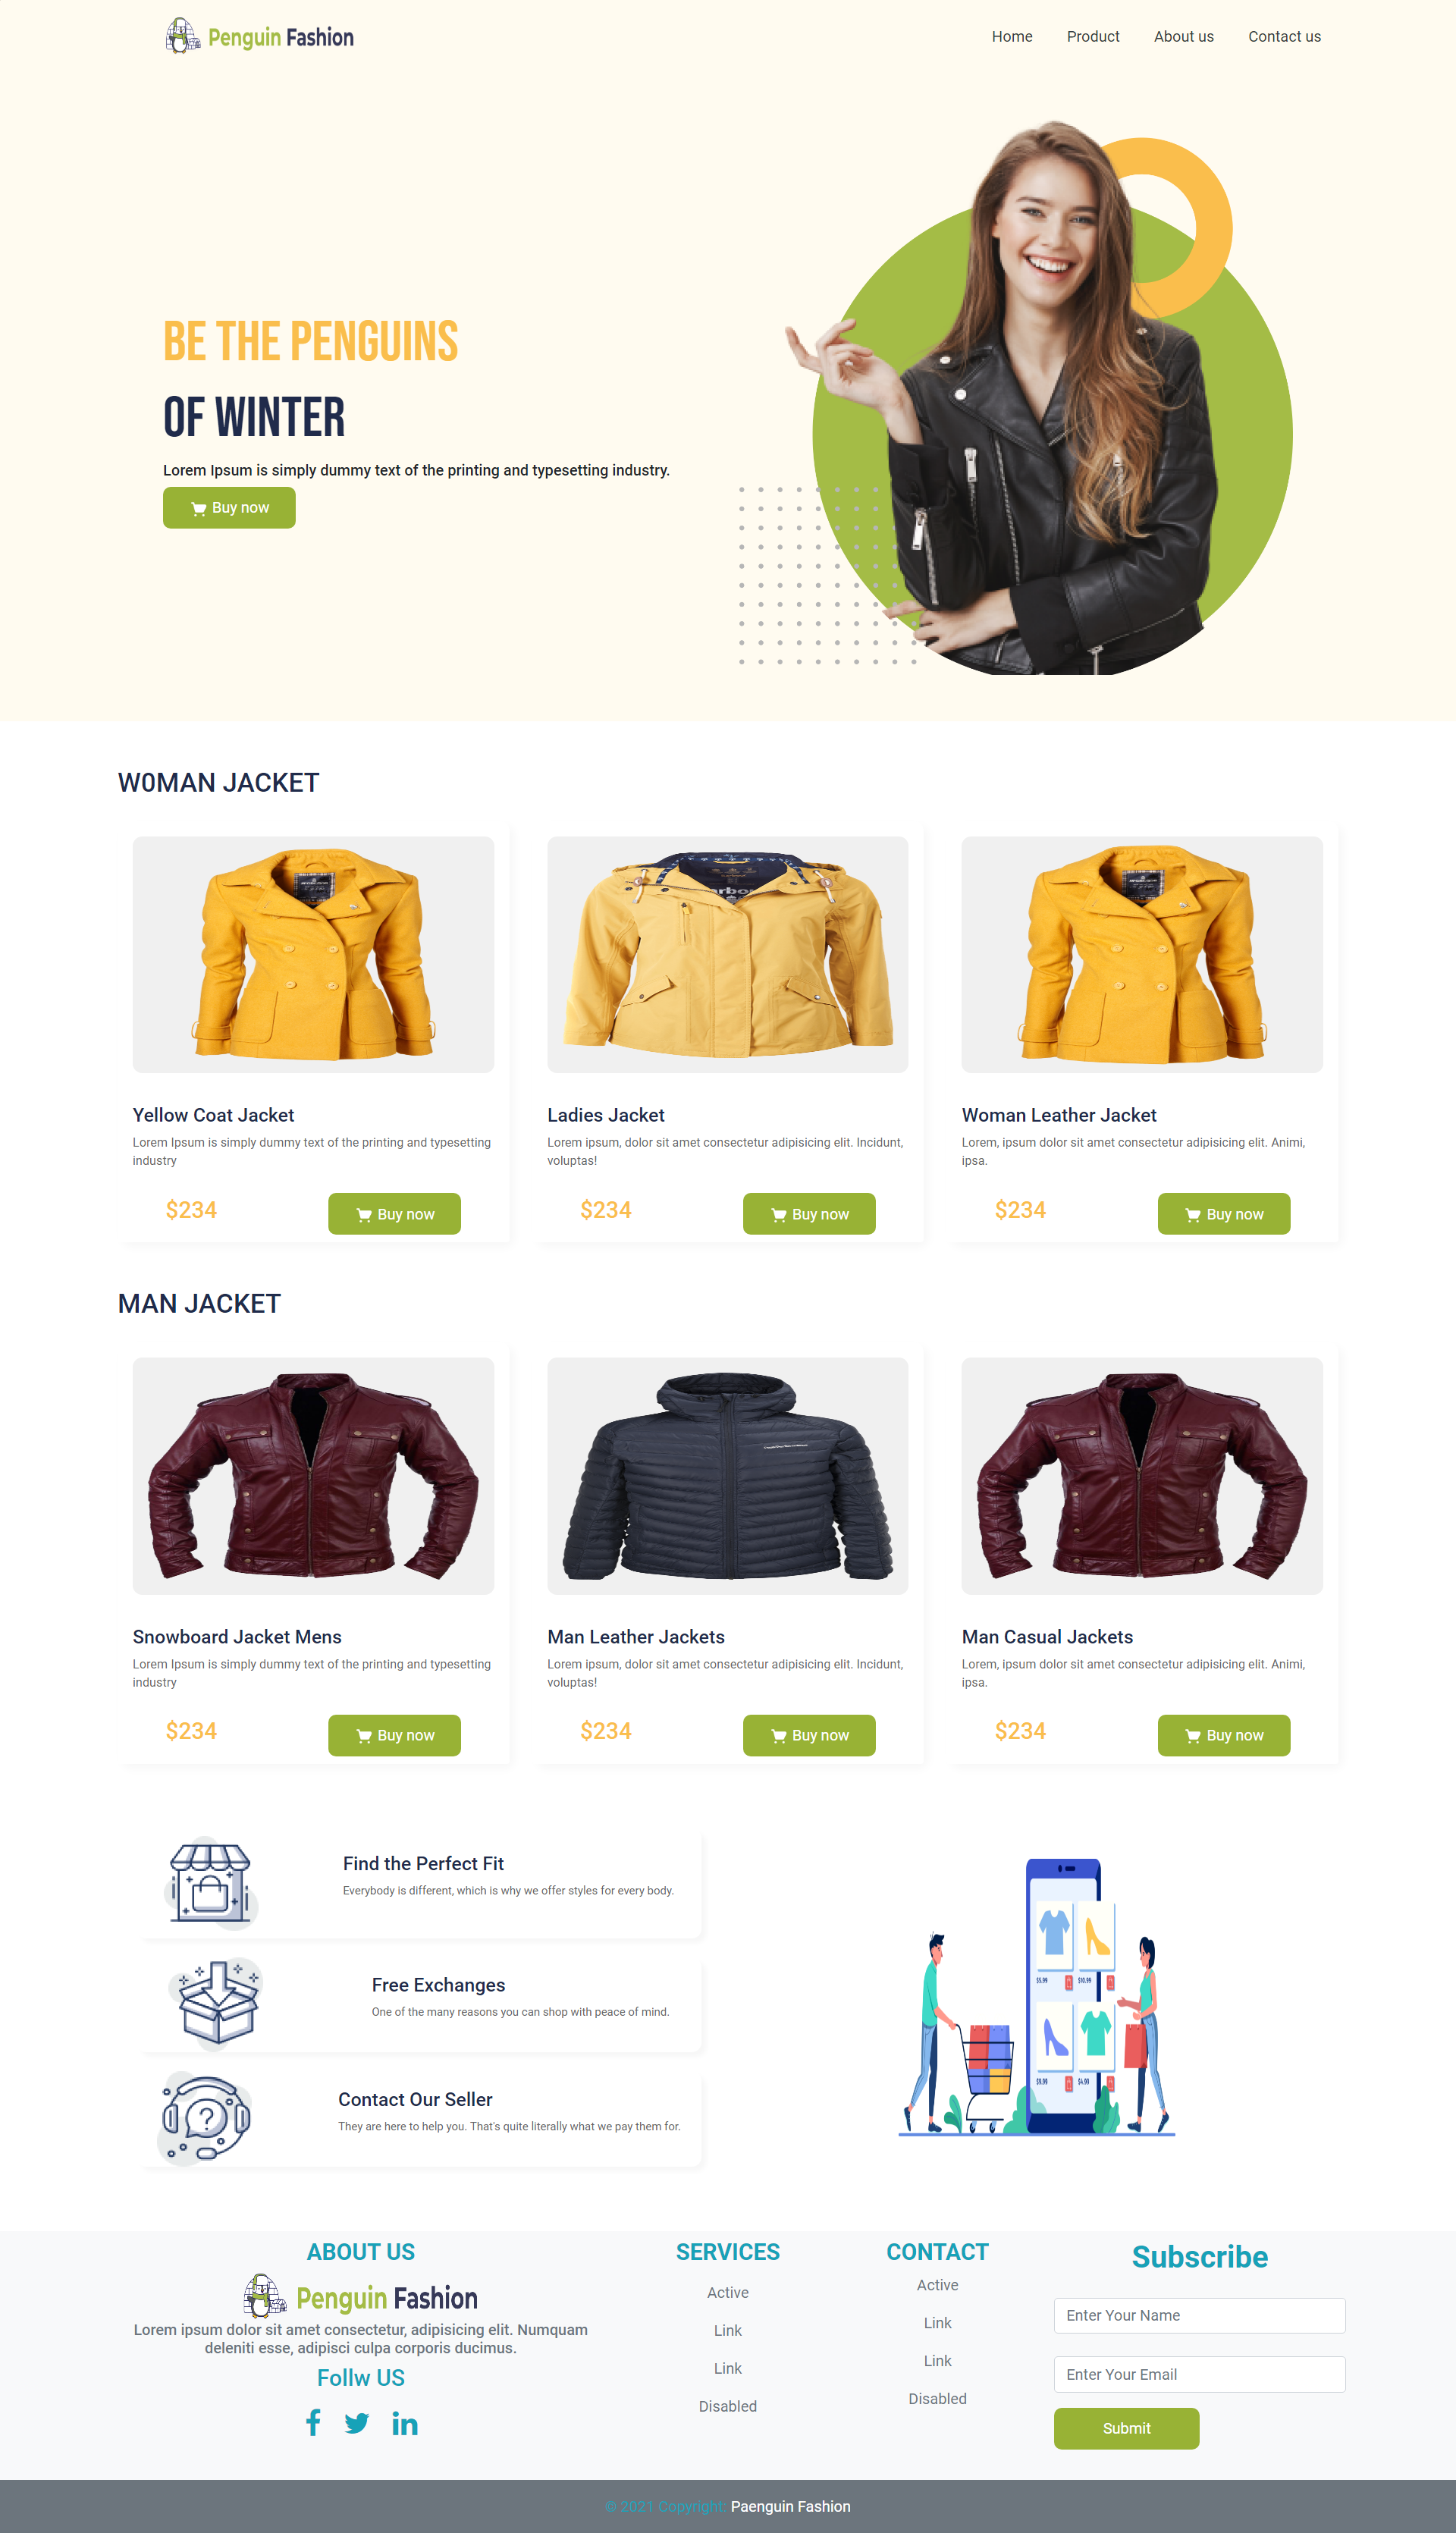 Penguin Fashion
Home Product About us Contact us
BE THE PENGUINS
OF WINTER
Lorem Ipsum is simply dummy text of the printing and typesetting industry.
Buy now
W0MAN JACKET
Yellow Coat Jacket
Lorem Ipsum is simply dummy text of the printing and typesetting
industry
$234 Buy now
Ladies Jacket
Lorem ipsum, dolor sit amet consectetur adipisicing elit. Incidunt,
voluptas!
$234 Buy now
Woman Leather Jacket
Lorem, ipsum dolor sit amet consectetur adipisicing elit. Animi,
ipsa.
$234 Buy now
MAN JACKET
Snowboard Jacket Mens
Lorem Ipsum is simply dummy text of the printing and typesetting
industry
$234 Buy now
Man Leather Jackets
Lorem ipsum, dolor sit amet consectetur adipisicing elit. Incidunt,
voluptas!
$234 Buy now
Man Casual Jackets
Lorem, ipsum dolor sit amet consectetur adipisicing elit. Animi,
ipsa.
$234 Buy now
Find the Perfect Fit
Everybody is different, which is why we offer styles for every body.
Free Exchanges
One of the many reasons you can shop with peace of mind.
Contact Our Seller
They are here to help you. That's quite literally what we pay them for.
$5.99 $10.99
$9.99 $4.99
ABOUT US
Penguin Fashion
Lorem ipsum dolor sit amet consectetur, adipisicing elit. Numquam
deleniti esse, adipisci culpa corporis ducimus.
Follw US
SERVICES
Active
Link
Link
Disabled
CONTACT
Active
Link
Link
Disabled
Subscribe
Enter Your Name
Enter Your Email
Submit
© 2021 Copyright: Paenguin Fashion